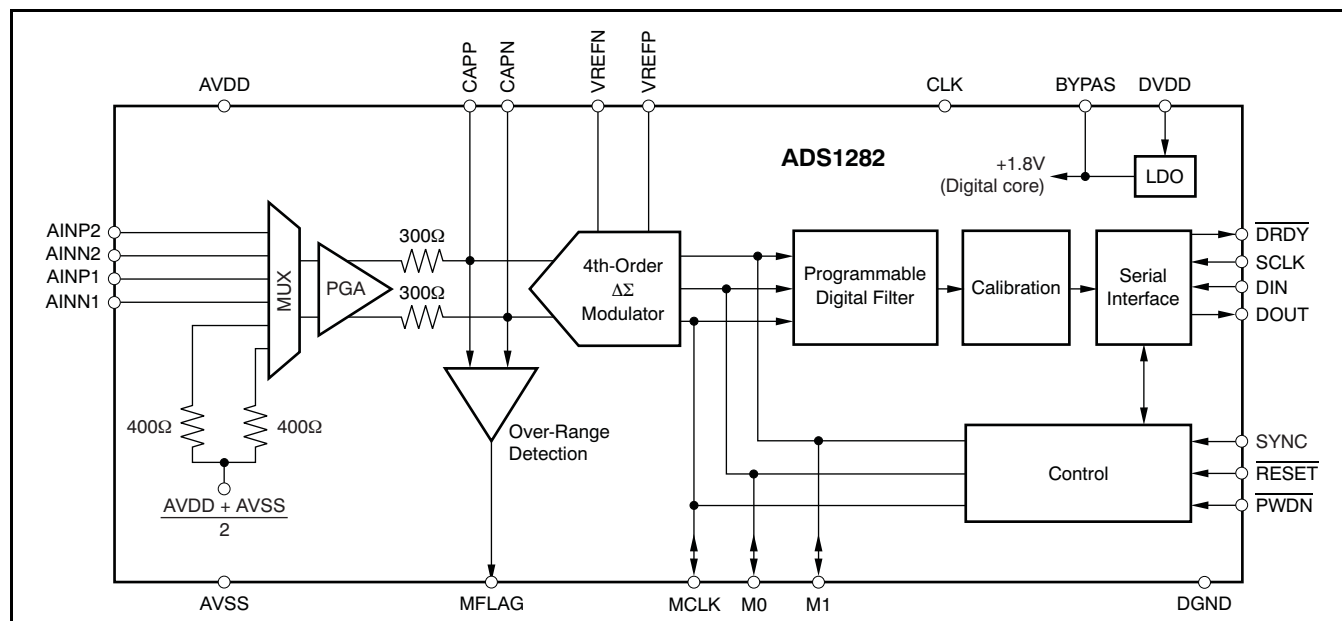 AVDD
CAPP
CAPN
VREFN
VREFP
CLK
BYPAS
DVDD
ADS1282
+1.8V
(Digital core)
LDO
AINP2
AINN2
AINP1
AINN1
MUX
PGA
300Ω
300Ω
4th-Order
ΔΣ
Modulator
Programmable
Digital Filter
Calibration
Serial
Interface
DRDY
SCLK
DIN
DOUT
400Ω
400Ω
AVDD + AVSS
2
Over-Range
Detection
Control
SYNC
RESET
PWDN
AVSS
MFLAG
MCLK
M0
M1
DGND